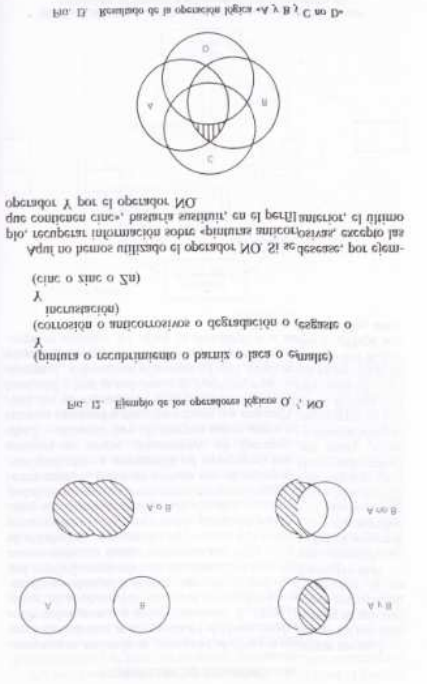 A
B
A y B
A o B
A no B
FIG. 12. Ejemplo de los operadores lógicos O, Y, NO.
(pintura o recubrimiento o barniz o laca o esmalte)
Y
(corrosión o anticorrosivos o degradación o desgaste o
incrustación)
Y
(cinc o zinc o Zn)
Aquí no hemos utilizado el operador NO. Si se desease, por ejem-
plo, recuperar información sobre «pinturas anticorrosivas, excepto las
que contienen cinc», bastaría sustituir, en el perfil anterior, el último
operador Y por el operador NO.
C
A
B
D
FIG. 13. Resultado de la operación lógica «A y B y C no D»